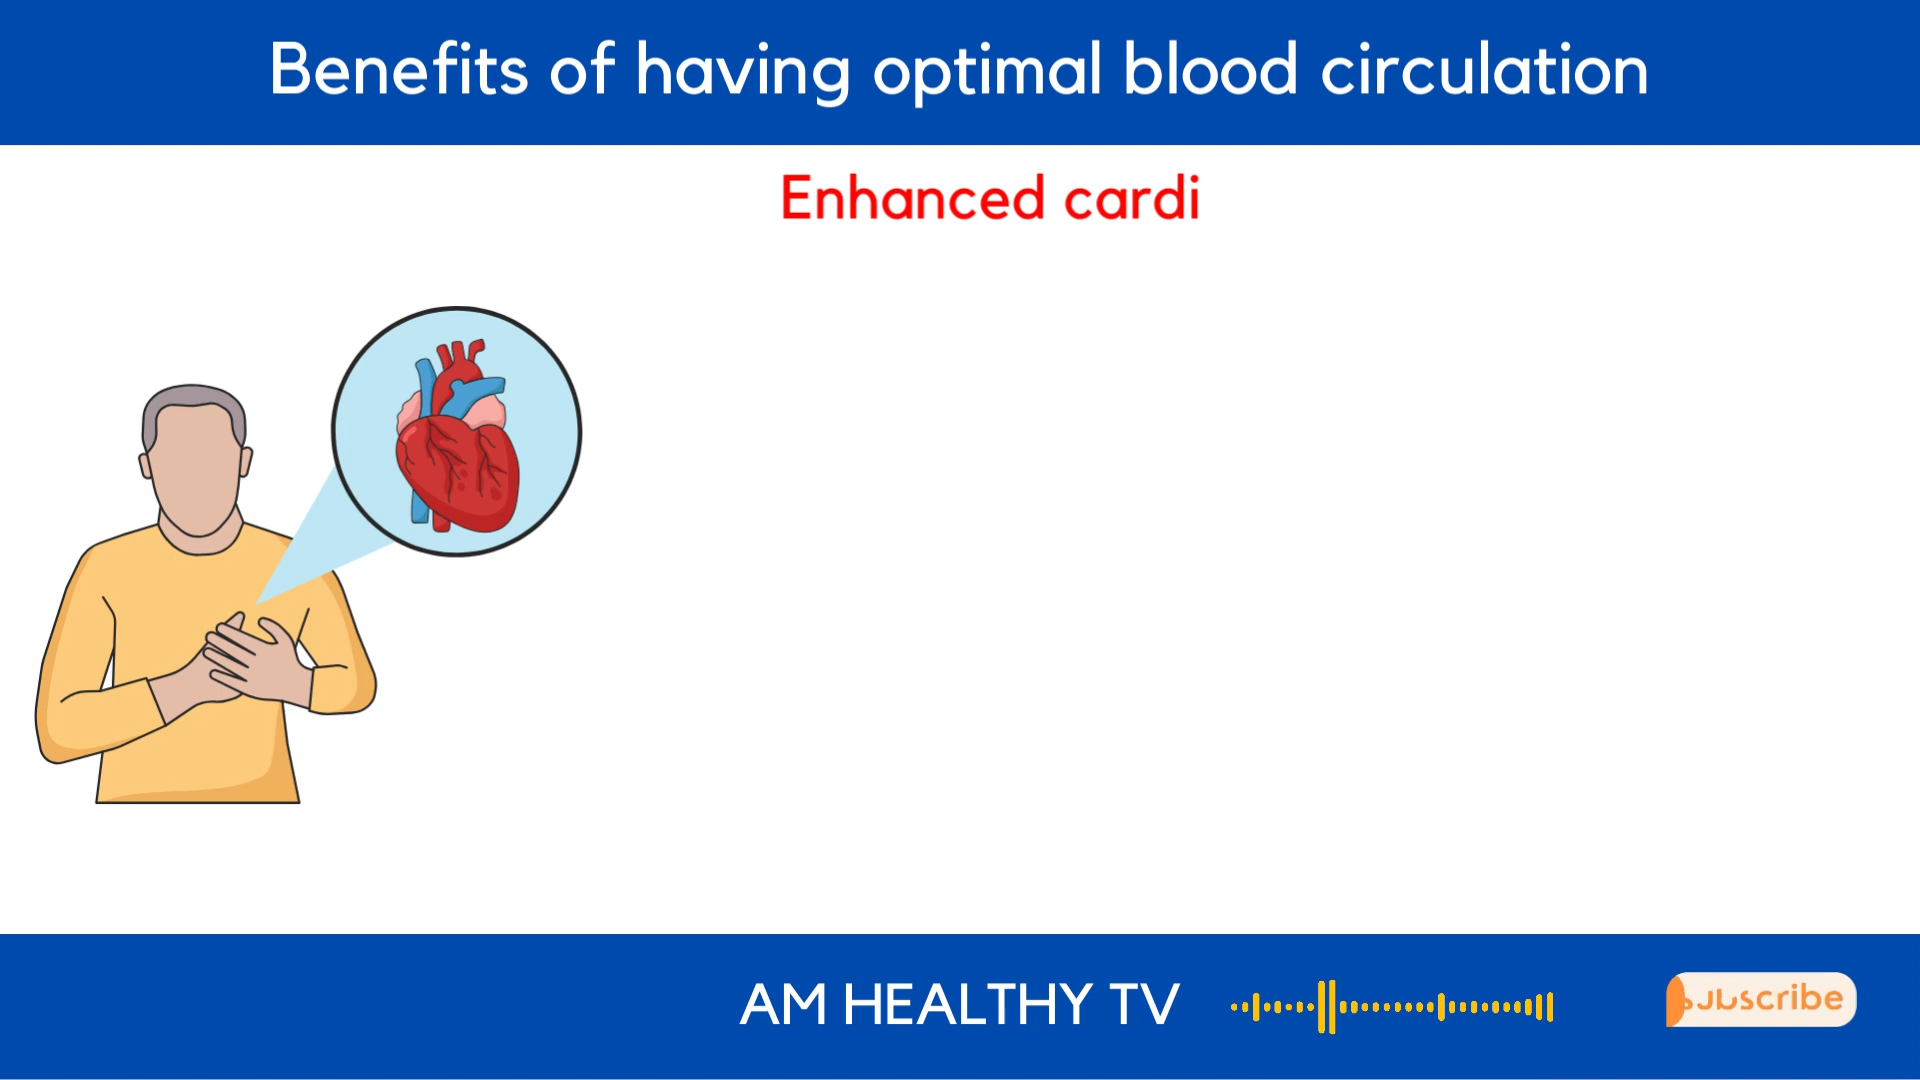 Benefits of having optimal blood circulation
Enhanced cardi
AM HEALTHY TV